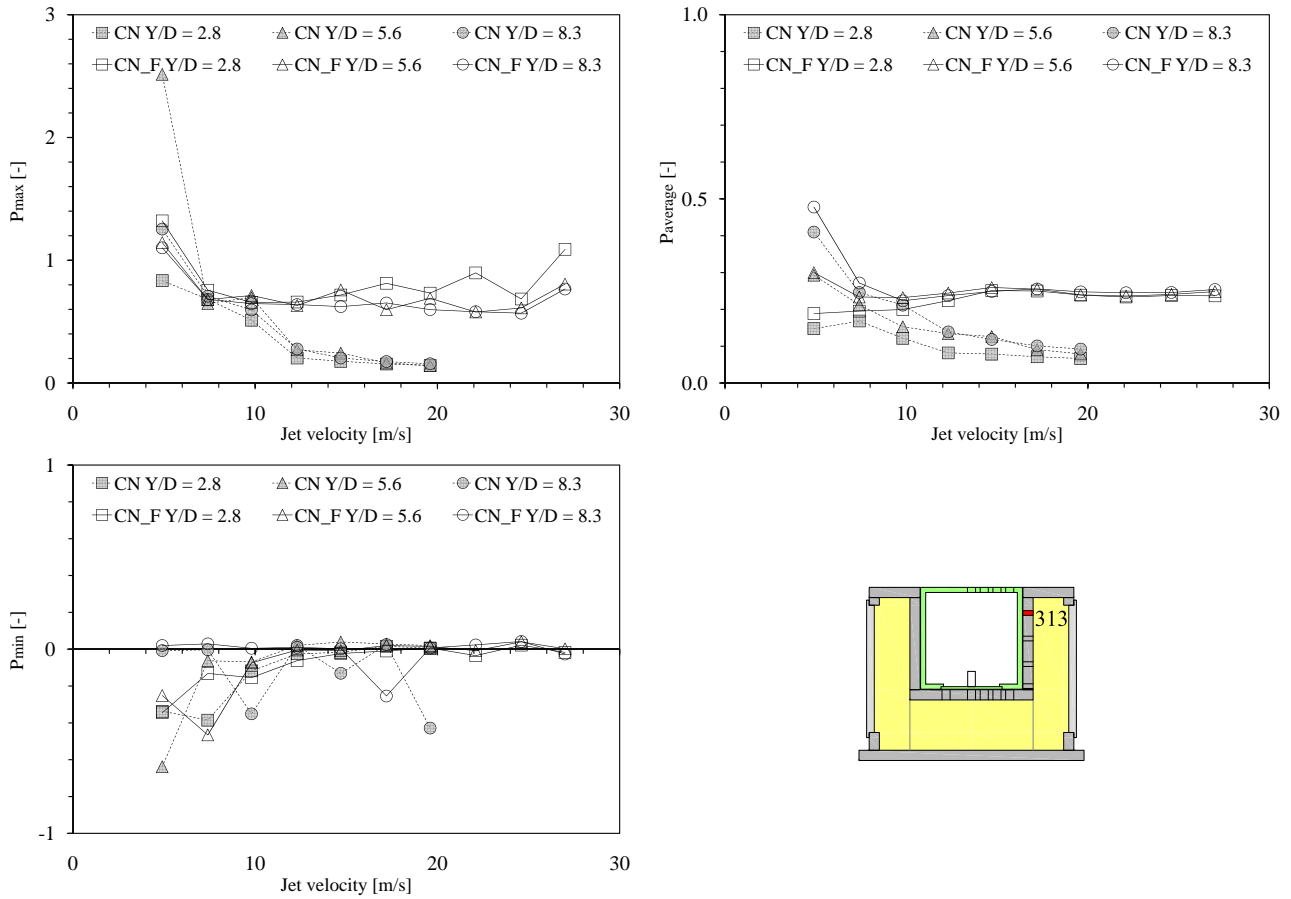 3
CN Y/D = 2.8 CN Y/D = 5.6 CN Y/D = 8.3
CN_F Y/D = 2.8 CN_F Y/D = 5.6 CN_F Y/D = 8.3
2
Pmax [-]
1
0
0 10 20 30
Jet velocity [m/s]
1.0
CN Y/D = 2.8 CN Y/D = 5.6 CN Y/D = 8.3
CN_F Y/D = 2.8 CN_F Y/D = 5.6 CN_F Y/D = 8.3
Paverage [-]
0.5
0.0
0 10 20 30
Jet velocity [m/s]
1
CN Y/D = 2.8 CN Y/D = 5.6 CN Y/D = 8.3
CN_F Y/D = 2.8 CN_F Y/D = 5.6 CN_F Y/D = 8.3
Pmin [-]
0
-1
0 10 20 30
Jet velocity [m/s]
313